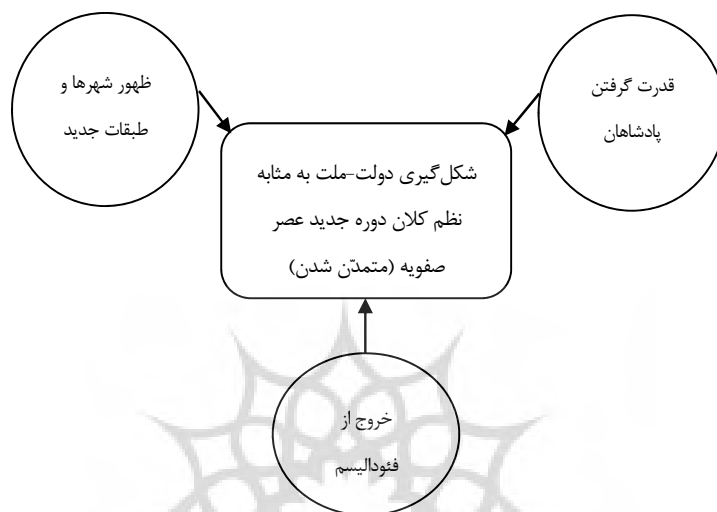 قدرت گرفتن
پادشاهان
ظهور شهرها و
طبقات جدید
شکل‌گیری دولت-ملت به مثابه
نظم کلان دوره جدید عصر
صفویه (متمدّن شدن)
خروج از
فئودالیسم